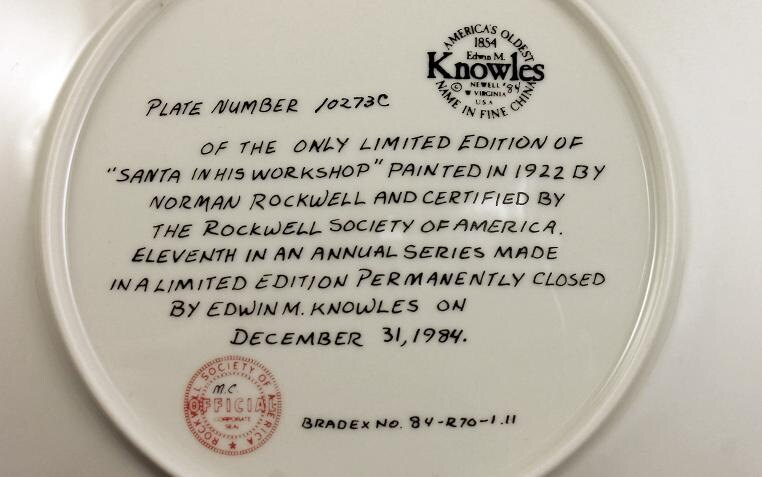 AMERICA'S OLDEST
1854
Edwin M.
Knowles
© NEWELL '84
W VIRGINIA
U.S.A
NAME IN FINE CHINA
PLATE NUMBER 10273C
OF THE ONLY LIMITED EDITION OF
"SANTA IN HIS WORKSHOP" PAINTED IN 1922 BY
NORMAN ROCKWELL AND CERTIFIED BY
THE ROCKWELL SOCIETY OF AMERICA.
ELEVENTH IN AN ANNUAL SERIES MADE
IN A LIMITED EDITION PERMANENTLY CLOSED
BY EDWIN M. KNOWLES ON
DECEMBER 31, 1984.
ROCKWELL SOCIETY OF AMERICA
M.C.
OFFICIAL
CORPORATE
SEAL
BRADEX NO. 84-R70-1.11